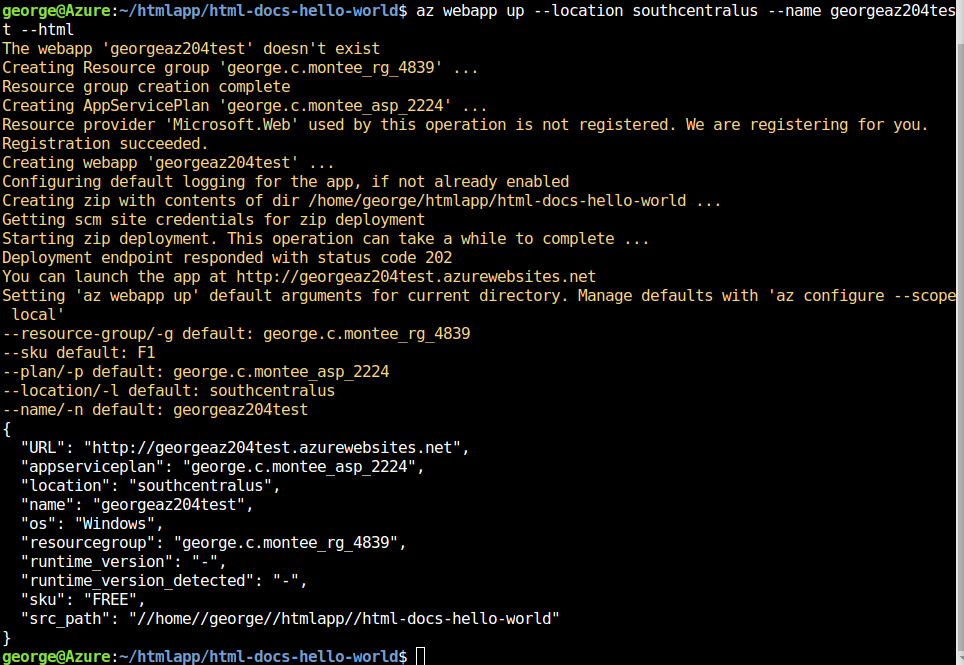 george@Azure:~/htmlapp/html-docs-hello-world$ az webapp up --location southcentralus --name georgeaz204tes
t --html
The webapp 'georgeaz204test' doesn't exist
Creating Resource group 'george.c.montee_rg_4839' ...
Resource group creation complete
Creating AppServicePlan 'george.c.montee_asp_2224' ...
Resource provider 'Microsoft.Web' used by this operation is not registered. We are registering for you.
Registration succeeded.
Creating webapp 'georgeaz204test' ...
Configuring default logging for the app, if not already enabled
Creating zip with contents of dir /home/george/htmlapp/html-docs-hello-world ...
Getting scm site credentials for zip deployment
Starting zip deployment. This operation can take a while to complete ...
Deployment endpoint responded with status code 202
You can launch the app at http://georgeaz204test.azurewebsites.net
Setting 'az webapp up' default arguments for current directory. Manage defaults with 'az configure --scope
 local'
--resource-group/-g default: george.c.montee_rg_4839
--sku default: F1
--plan/-p default: george.c.montee_asp_2224
--location/-l default: southcentralus
--name/-n default: georgeaz204test
{
  "URL": "http://georgeaz204test.azurewebsites.net",
  "appserviceplan": "george.c.montee_asp_2224",
  "location": "southcentralus",
  "name": "georgeaz204test",
  "os": "Windows",
  "resourcegroup": "george.c.montee_rg_4839",
  "runtime_version": "-",
  "runtime_version_detected": "-",
  "sku": "FREE",
  "src_path": "//home//george//htmlapp//html-docs-hello-world"
}
george@Azure:~/htmlapp/html-docs-hello-world$